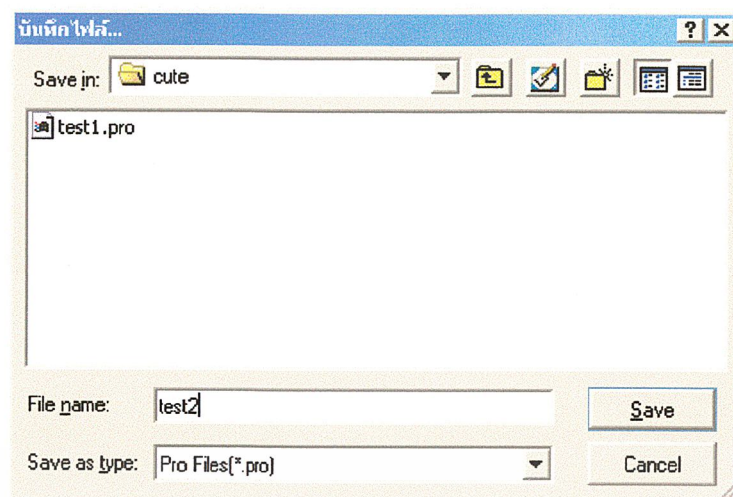 บันทึกไฟล์...
Save in: cute
test1.pro
File name: test2 Save
Save as type: Pro Files(*.pro) Cancel